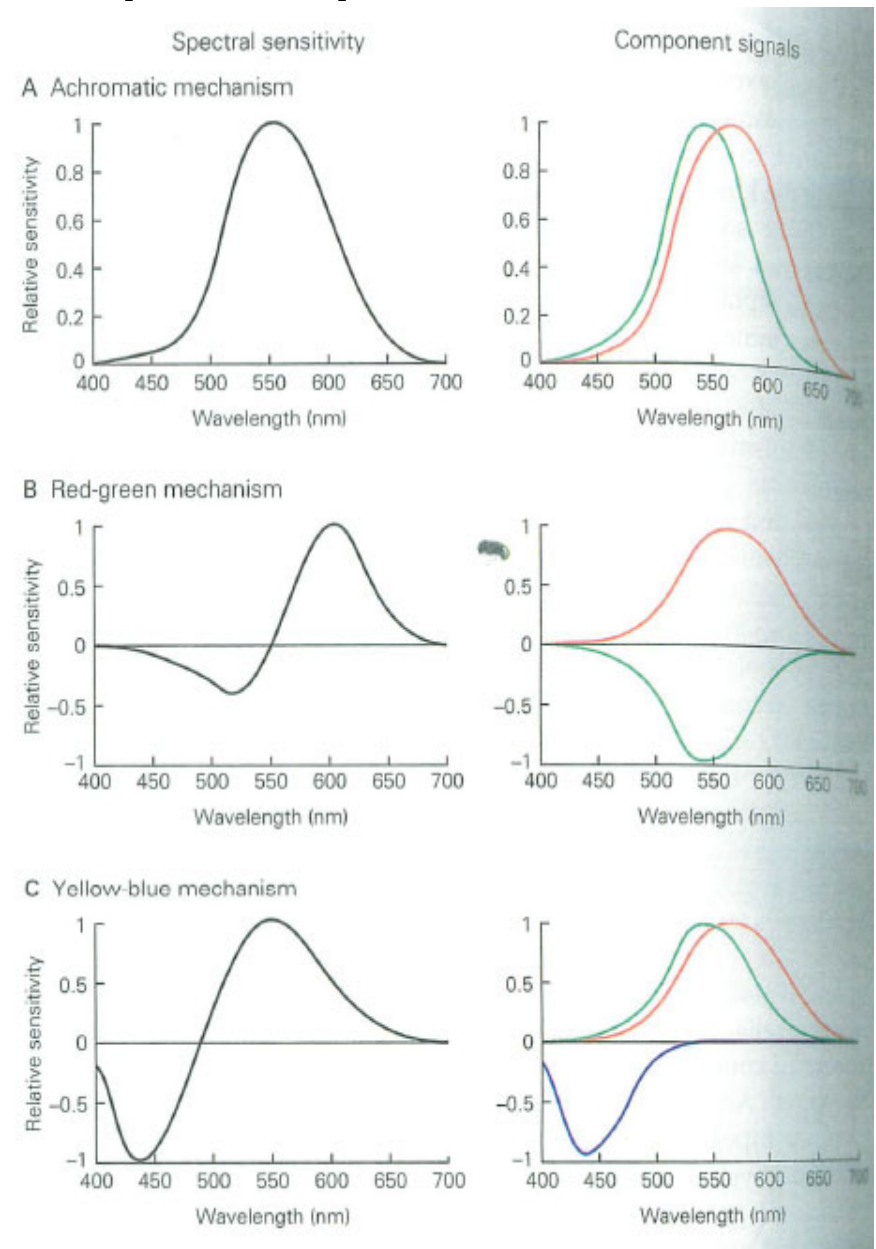 Spectral sensitivity
Component signals
A Achromatic mechanism
Relative sensitivity
1
0.8
0.6
0.4
0.2
0
400 450 500 550 600 650 700
Wavelength (nm)
1
0.8
0.6
0.4
0.2
0
400 450 500 550 600 650 700
Wavelength (nm)
B Red-green mechanism
Relative sensitivity
1
0.5
0
−0.5
−1
400 450 500 550 600 650 700
Wavelength (nm)
1
0.5
0
−0.5
−1
400 450 500 550 600 650 700
Wavelength (nm)
C Yellow-blue mechanism
Relative sensitivity
1
0.5
0
−0.5
−1
400 450 500 550 600 650 700
Wavelength (nm)
1
0.5
0
−0.5
−1
400 450 500 550 600 650 700
Wavelength (nm)